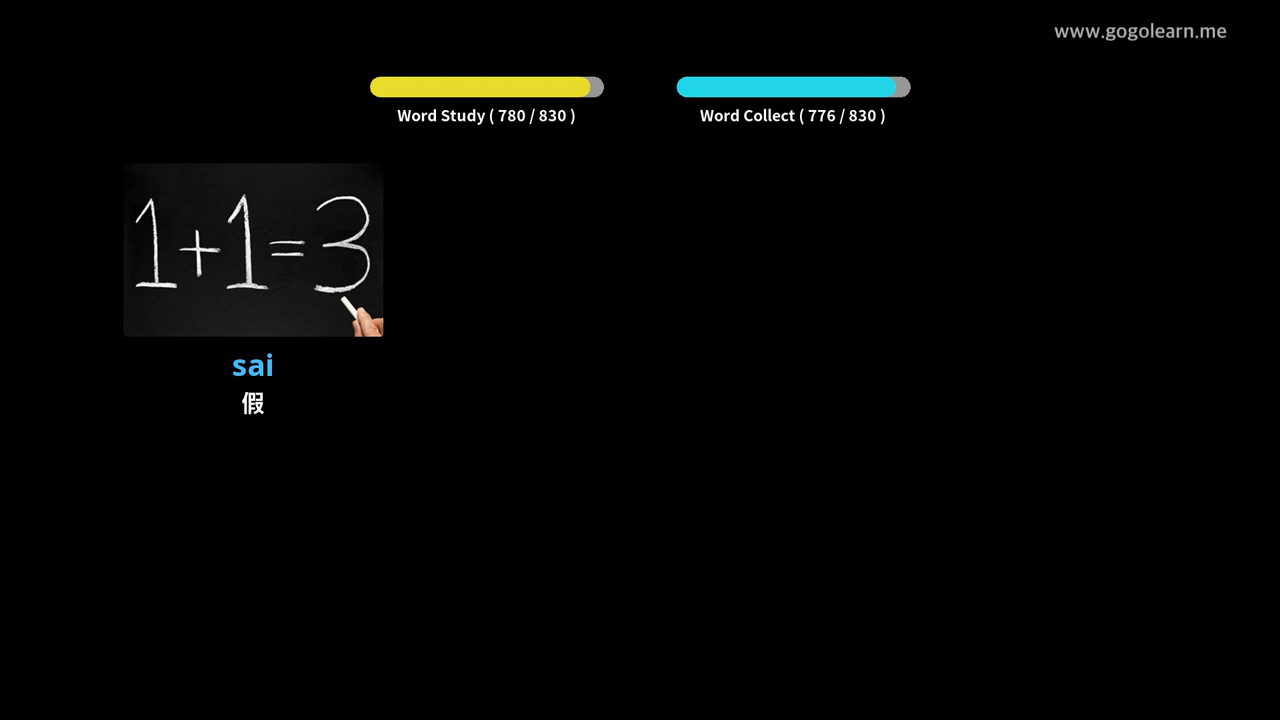 www.gogolearn.me
Word Study ( 780 / 830 )
Word Collect ( 776 / 830 )
1+1=3
sai
假